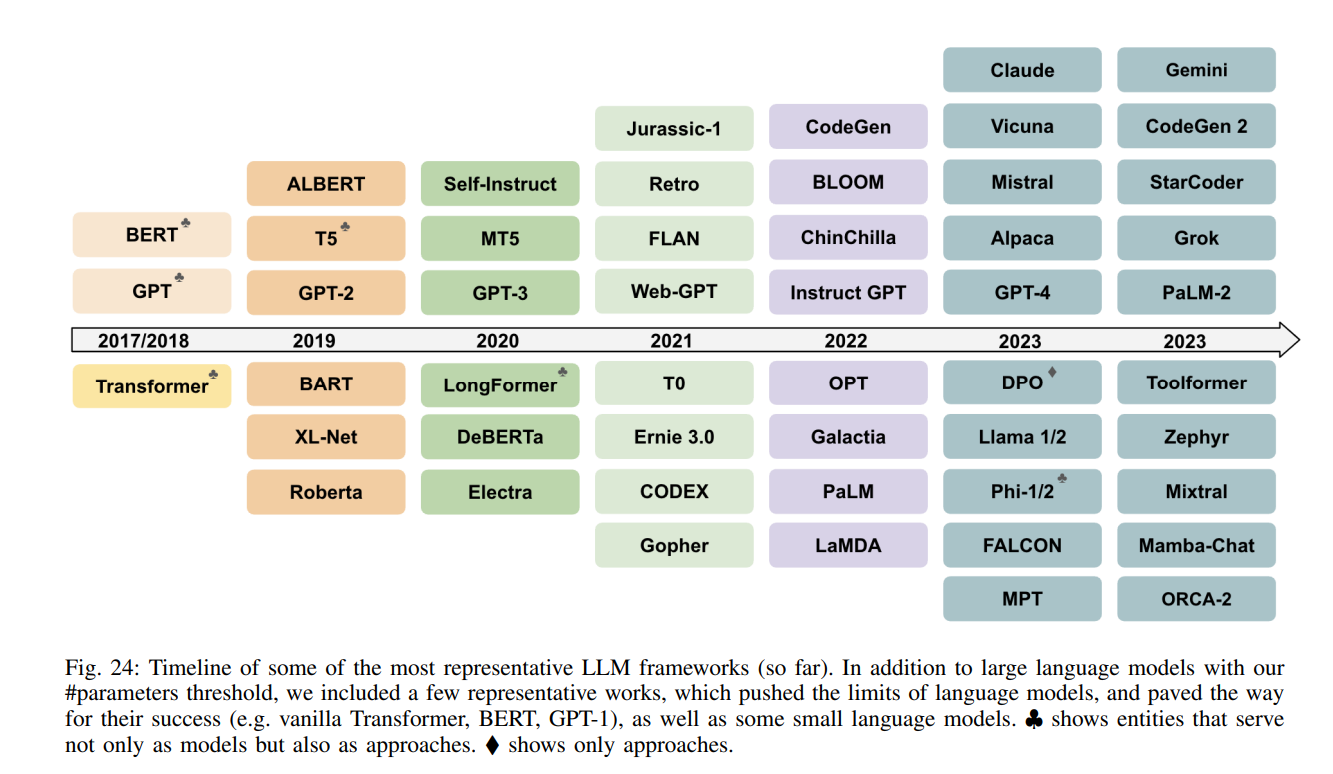 Claude Gemini
Jurassic-1 CodeGen Vicuna CodeGen 2
ALBERT Self-Instruct Retro BLOOM Mistral StarCoder
BERT♣ T5♣ MT5 FLAN ChinChilla Alpaca Grok
GPT♣ GPT-2 GPT-3 Web-GPT Instruct GPT GPT-4 PaLM-2
2017/2018 2019 2020 2021 2022 2023 2023
Transformer♣ BART LongFormer♣ T0 OPT DPO♦ Toolformer
XL-Net DeBERTa Ernie 3.0 Galactia Llama 1/2 Zephyr
Roberta Electra CODEX PaLM Phi-1/2♣ Mixtral
Gopher LaMDA FALCON Mamba-Chat
MPT ORCA-2
Fig. 24: Timeline of some of the most representative LLM frameworks (so far). In addition to large language models with our
#parameters threshold, we included a few representative works, which pushed the limits of language models, and paved the way
for their success (e.g. vanilla Transformer, BERT, GPT-1), as well as some small language models. ♣ shows entities that serve
not only as models but also as approaches. ♦ shows only approaches.